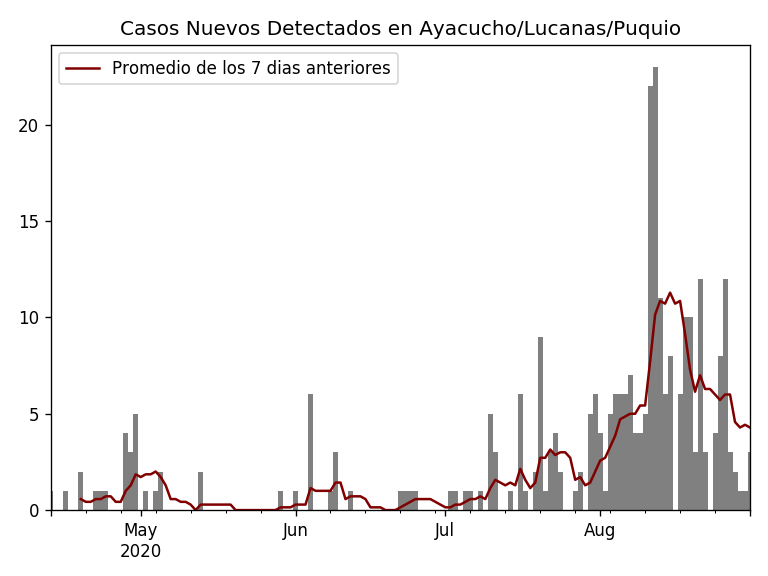 Casos Nuevos Detectados en Ayacucho/Lucanas/Puquio
Promedio de los 7 dias anteriores
20
15
10
5
0
May Jun Jul Aug
2020